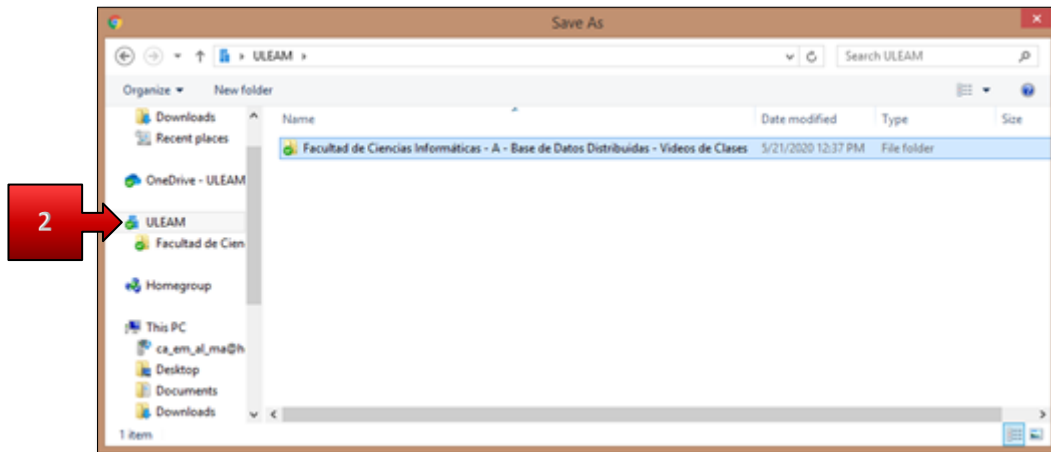 Save As
ULEAM
Search ULEAM
Organize
New folder
Name
Date modified
Type
Size
Facultad de Ciencias Informáticas - A - Base de Datos Distribuidas - Videos de Clases
5/21/2020 12:37 PM
File folder
Downloads
Recent places
OneDrive - ULEAM
2
ULEAM
Facultad de Cien
Homegroup
This PC
ca_em_al_ma@h
Desktop
Documents
Downloads
1 item